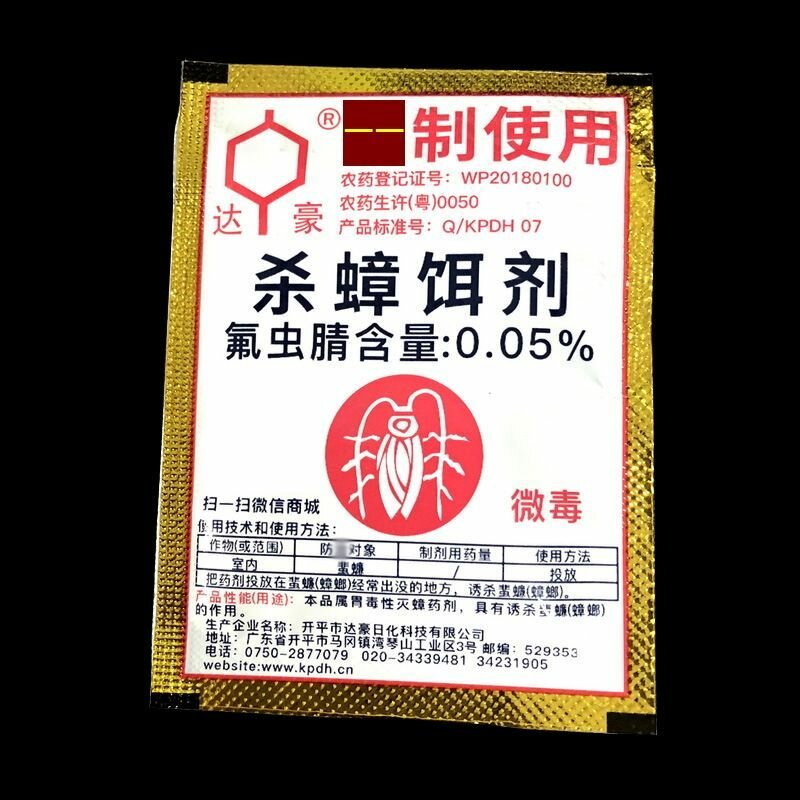 ®
制使用
农药登记证号：WP20180100
农药生许(粤)0050
达 豪
产品标准号：Q/KPDH 07
杀蟑饵剂
氟虫腈含量:0.05%
扫一扫微信商城
微毒
使用技术和使用方法：
作物(或范围) 防 对象 制剂用药量 使用方法
室内 蜚蠊 / 投放
把药剂投放在蜚蠊(蟑螂)经常出没的地方，诱杀蜚蠊(蟑螂)。
产品性能(用途)：本品属胃毒性灭蟑药剂，具有诱杀蜚蠊(蟑螂)
的作用。
生产企业名称：开平市达豪日化科技有限公司
地址：广东省开平市马冈镇湾琴山工业区3号 邮编：529353
电话：0750-2877079 020-34339481 34231905
website:www.kpdh.cn